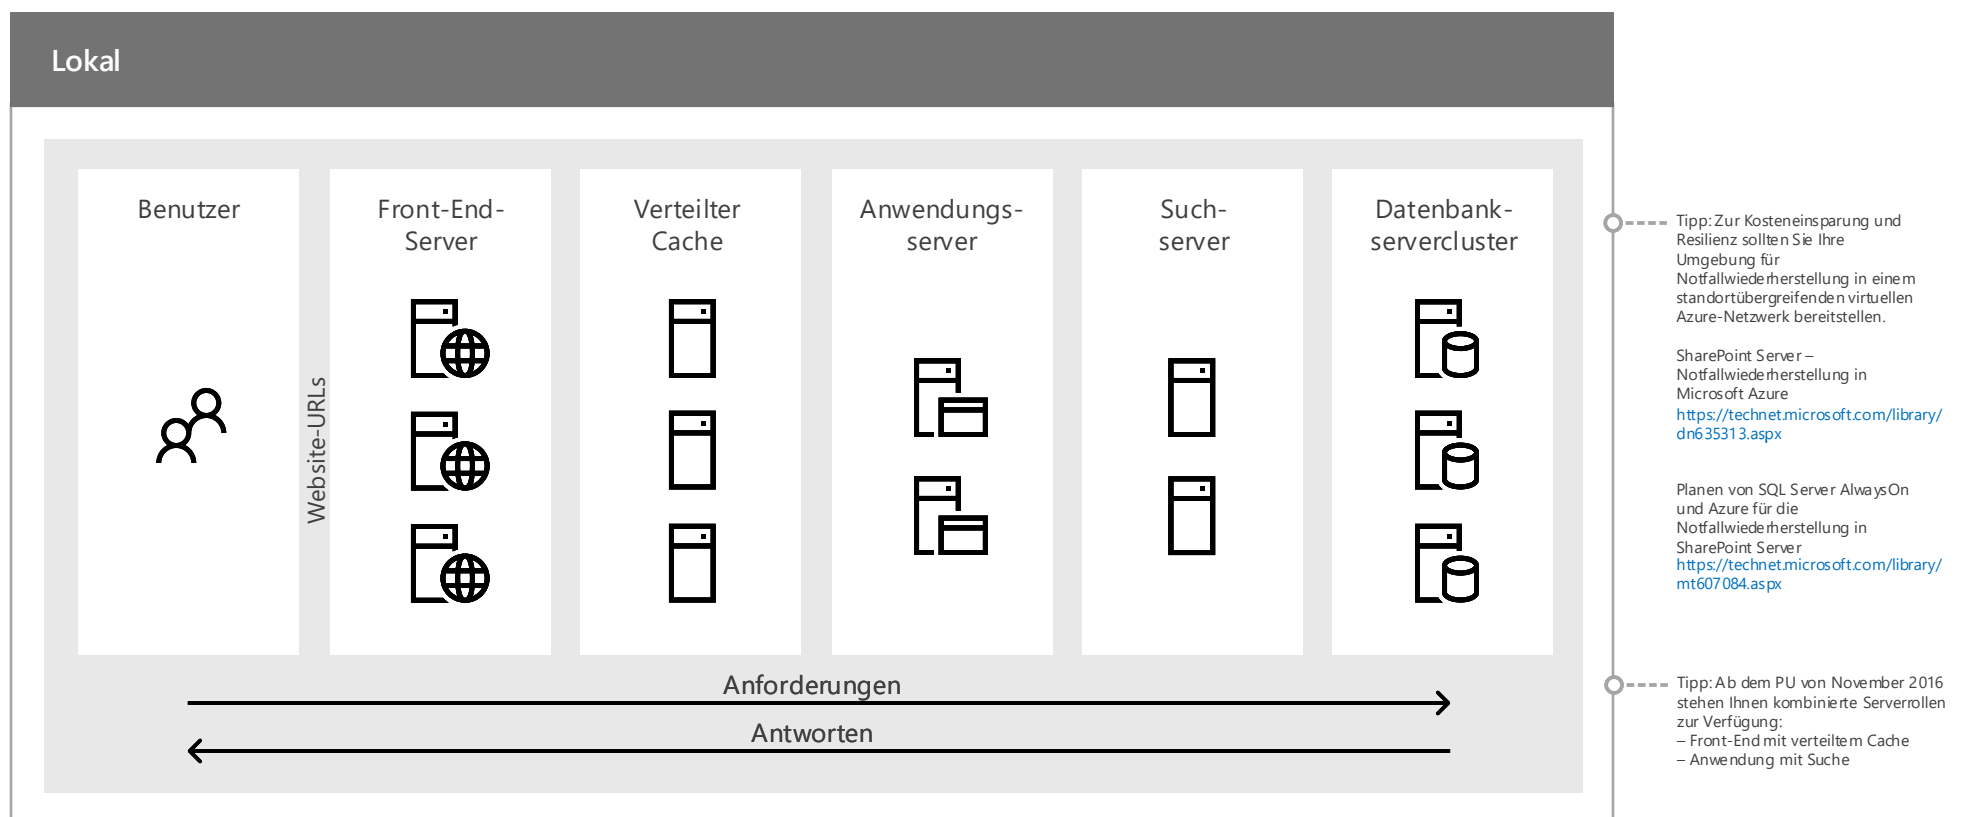 Lokal
Benutzer
Website-URLs
Front-End-
Server
Verteilter
Cache
Anwendungs-
server
Such-
server
Datenbank-
servercluster
Anforderungen
Antworten
Tipp: Zur Kosteneinsparung und
Resilienz sollten Sie Ihre
Umgebung für
Notfallwiederherstellung in einem
standortübergreifenden virtuellen
Azure-Netzwerk bereitstellen.
SharePoint Server –
Notfallwiederherstellung in
Microsoft Azure
https://technet.microsoft.com/library/
dn635313.aspx
Planen von SQL Server AlwaysOn
und Azure für die
Notfallwiederherstellung in
SharePoint Server
https://technet.microsoft.com/library/
mt607084.aspx
Tipp: Ab dem PU von November 2016
stehen Ihnen kombinierte Serverrollen
zur Verfügung:
– Front-End mit verteiltem Cache
– Anwendung mit Suche